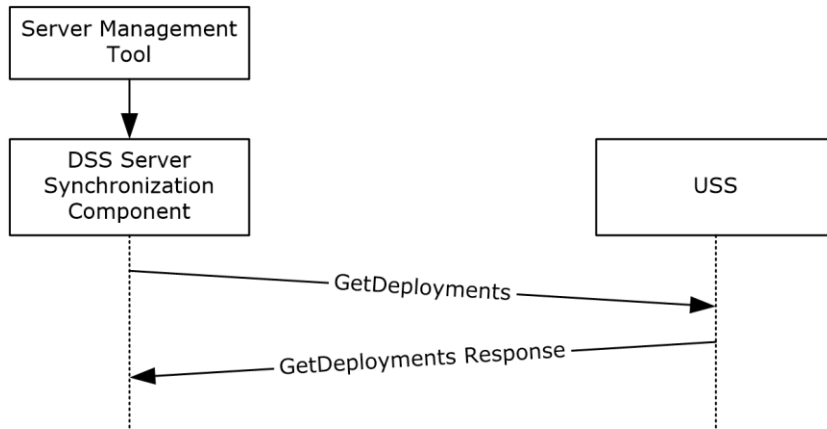 Server Management
Tool
DSS Server
Synchronization
Component
USS
GetDeployments
GetDeployments Response